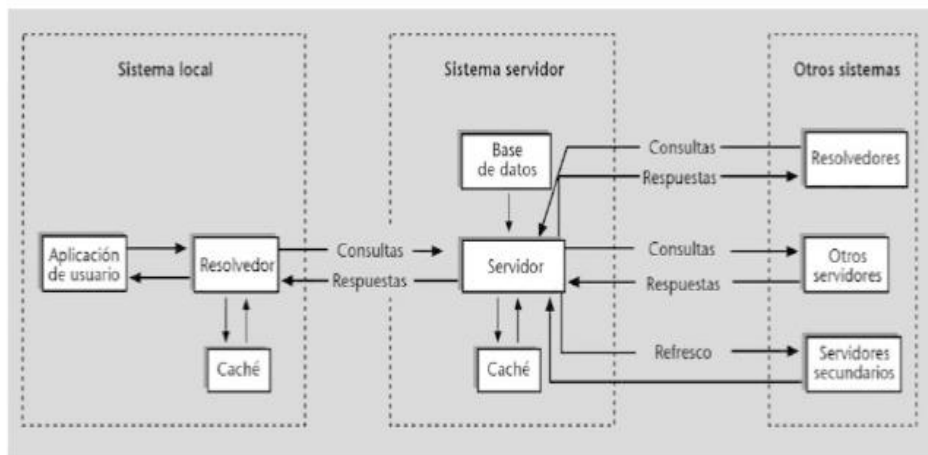 Sistema local
Sistema servidor
Otros sistemas
Base
de datos
Consultas
Respuestas
Resolvedores
Aplicación
de usuario
Resolvedor
Consultas
Respuestas
Servidor
Consultas
Respuestas
Otros
servidores
Caché
Caché
Refresco
Servidores
secundarios